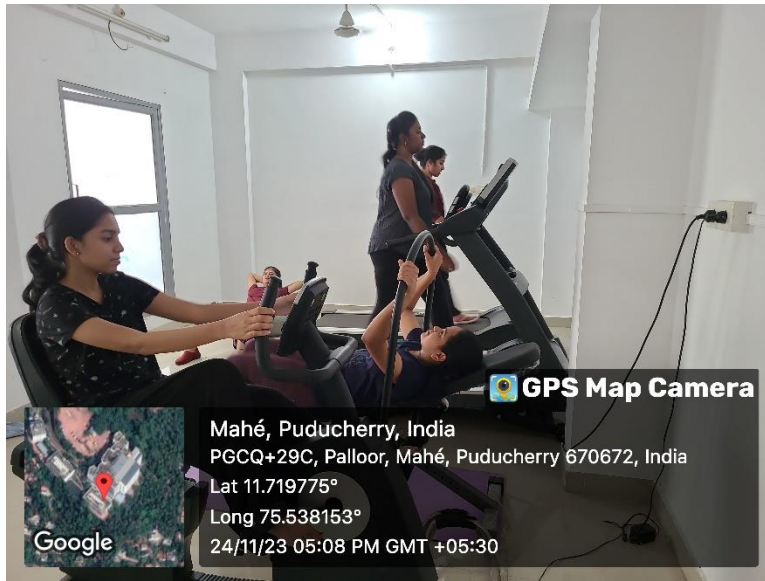 GPS Map Camera
Mahé, Puducherry, India
PGCQ+29C, Palloor, Mahé, Puducherry 670672, India
Lat 11.719775°
Long 75.538153°
24/11/23 05:08 PM GMT +05:30
Google